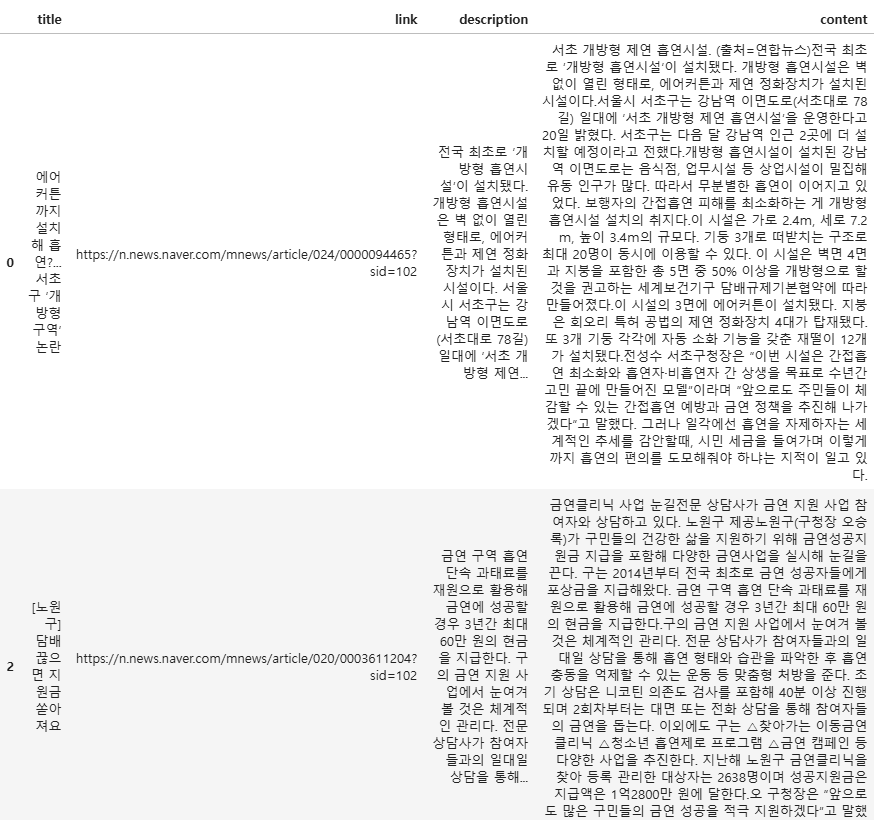 title link description content
0
에어
커튼
까지
설치
해 흡
연?...
서초
구 ‘개
방형
구역’
논란
https://n.news.naver.com/mnews/article/024/0000094465?
sid=102
전국 최초로 ‘개
방형 흡연시
설’이 설치됐다.
개방형 흡연시설
은 벽 없이 열린
형태로, 에어커
튼과 제연 정화
장치가 설치된
시설이다. 서울
시 서초구는 강
남역 이면도로
(서초대로 78길)
일대에 ‘서초 개
방형 제연...
서초 개방형 제연 흡연시설. (출처=연합뉴스)전국 최초
로 ‘개방형 흡연시설’이 설치됐다. 개방형 흡연시설은 벽
없이 열린 형태로, 에어커튼과 제연 정화장치가 설치된
시설이다.서울시 서초구는 강남역 이면도로(서초대로 78
길) 일대에 ‘서초 개방형 제연 흡연시설’을 운영한다고
20일 밝혔다. 서초구는 다음 달 강남역 인근 2곳에 더 설
치할 예정이라고 전했다.개방형 흡연시설이 설치된 강남
역 이면도로는 음식점, 업무시설 등 상업시설이 밀집해
유동 인구가 많다. 따라서 무분별한 흡연이 이어지고 있
었다. 보행자의 간접흡연 피해를 최소화하는 게 개방형
흡연시설 설치의 취지다.이 시설은 가로 2.4m, 세로 7.2
m, 높이 3.4m의 규모다. 기둥 3개로 떠받치는 구조로
최대 20명이 동시에 이용할 수 있다. 이 시설은 벽면 4면
과 지붕을 포함한 총 5면 중 50% 이상을 개방형으로 할
것을 권고하는 세계보건기구 담배규제기본협약에 따라
만들어졌다.이 시설의 3면에 에어커튼이 설치됐다. 지붕
은 회오리 특허 공법의 제연 정화장치 4대가 탑재됐다.
또 3개 기둥 각각에 자동 소화 기능을 갖춘 재떨이 12개
가 설치됐다.전성수 서초구청장은 “이번 시설은 간접흡
연 최소화와 흡연자·비흡연자 간 상생을 목표로 수년간
고민 끝에 만들어진 모델”이라며 “앞으로도 주민들이 체
감할 수 있는 간접흡연 예방과 금연 정책을 추진해 나가
겠다”고 말했다. 그러나 일각에선 흡연을 자제하자는 세
계적인 추세를 감안할때, 시민 세금을 들여가며 이렇게
까지 흡연의 편의를 도모해줘야 하냐는 지적이 일고 있
다.
2
[노원
구]
담배
끊으
면 지
원금
쏟아
져요
https://n.news.naver.com/mnews/article/020/0003611204?
sid=102
금연 구역 흡연
단속 과태료를
재원으로 활용해
금연에 성공할
경우 3년간 최대
60만 원의 현금
을 지급한다. 구
의 금연 지원 사
업에서 눈여겨
볼 것은 체계적
인 관리다. 전문
상담사가 참여자
들과의 일대일
상담을 통해...
금연클리닉 사업 눈길전문 상담사가 금연 지원 사업 참
여자와 상담하고 있다. 노원구 제공노원구(구청장 오승
록)가 구민들의 건강한 삶을 지원하기 위해 금연성공지
원금 지급을 포함해 다양한 금연사업을 실시해 눈길을
끈다. 구는 2014년부터 전국 최초로 금연 성공자들에게
포상금을 지급해왔다. 금연 구역 흡연 단속 과태료를 재
원으로 활용해 금연에 성공할 경우 3년간 최대 60만 원
의 현금을 지급한다.구의 금연 지원 사업에서 눈여겨 볼
것은 체계적인 관리다. 전문 상담사가 참여자들과의 일
대일 상담을 통해 흡연 형태와 습관을 파악한 후 흡연
충동을 억제할 수 있는 운동 등 맞춤형 처방을 준다. 초
기 상담은 니코틴 의존도 검사를 포함해 40분 이상 진행
되며 2회차부터는 대면 또는 전화 상담을 통해 참여자들
의 금연을 돕는다. 이외에도 구는 △찾아가는 이동금연
클리닉 △청소년 흡연제로 프로그램 △금연 캠페인 등
다양한 사업을 추진한다. 지난해 노원구 금연클리닉을
찾아 등록 관리한 대상자는 2638명이며 성공지원금은
지급액은 1억2800만 원에 달한다.오 구청장은 “앞으로
도 많은 구민들의 금연 성공을 적극 지원하겠다”고 말했